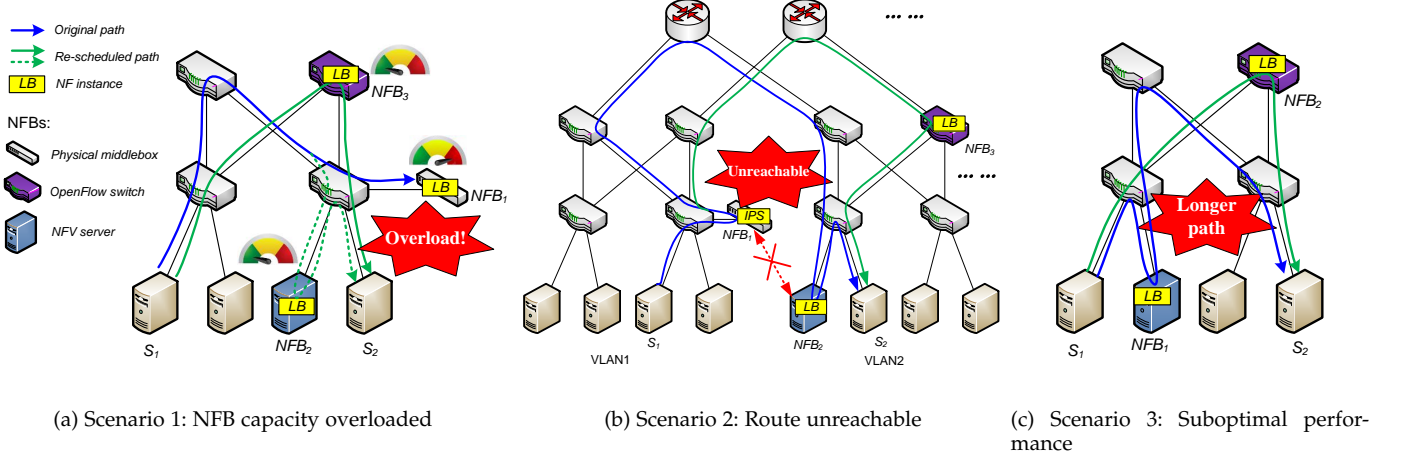 Original path
Re-scheduled path
LB NF instance
NFBs:
Physical middlebox
OpenFlow switch
NFV server
LB
NFB3
LB
NFB1
Overload!
LB
S1
NFB2
S2
(a) Scenario 1: NFB capacity overloaded
... ...
LB
NFB3
Unreachable
... ...
IPS
NFB1
LB
S1
NFB2
S2
VLAN1
VLAN2
(b) Scenario 2: Route unreachable
LB
NFB2
Longer
path
LB
S1
NFB1
S2
(c) Scenario 3: Suboptimal perfor-
mance